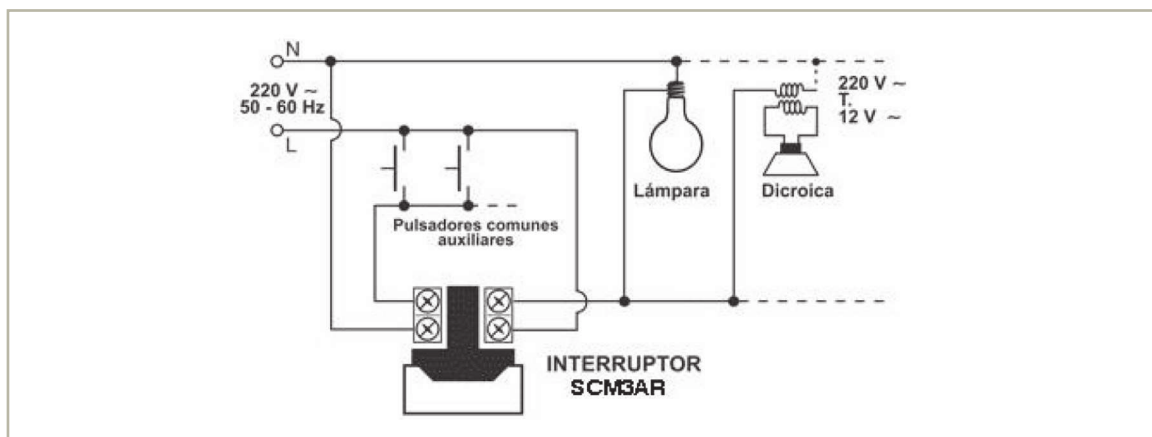 N
220 V ~
50 - 60 Hz
L
Pulsadores comunes
auxiliares
Lámpara
220 V ~
T.
12 V ~
Dicroica
INTERRUPTOR
SCM3AR